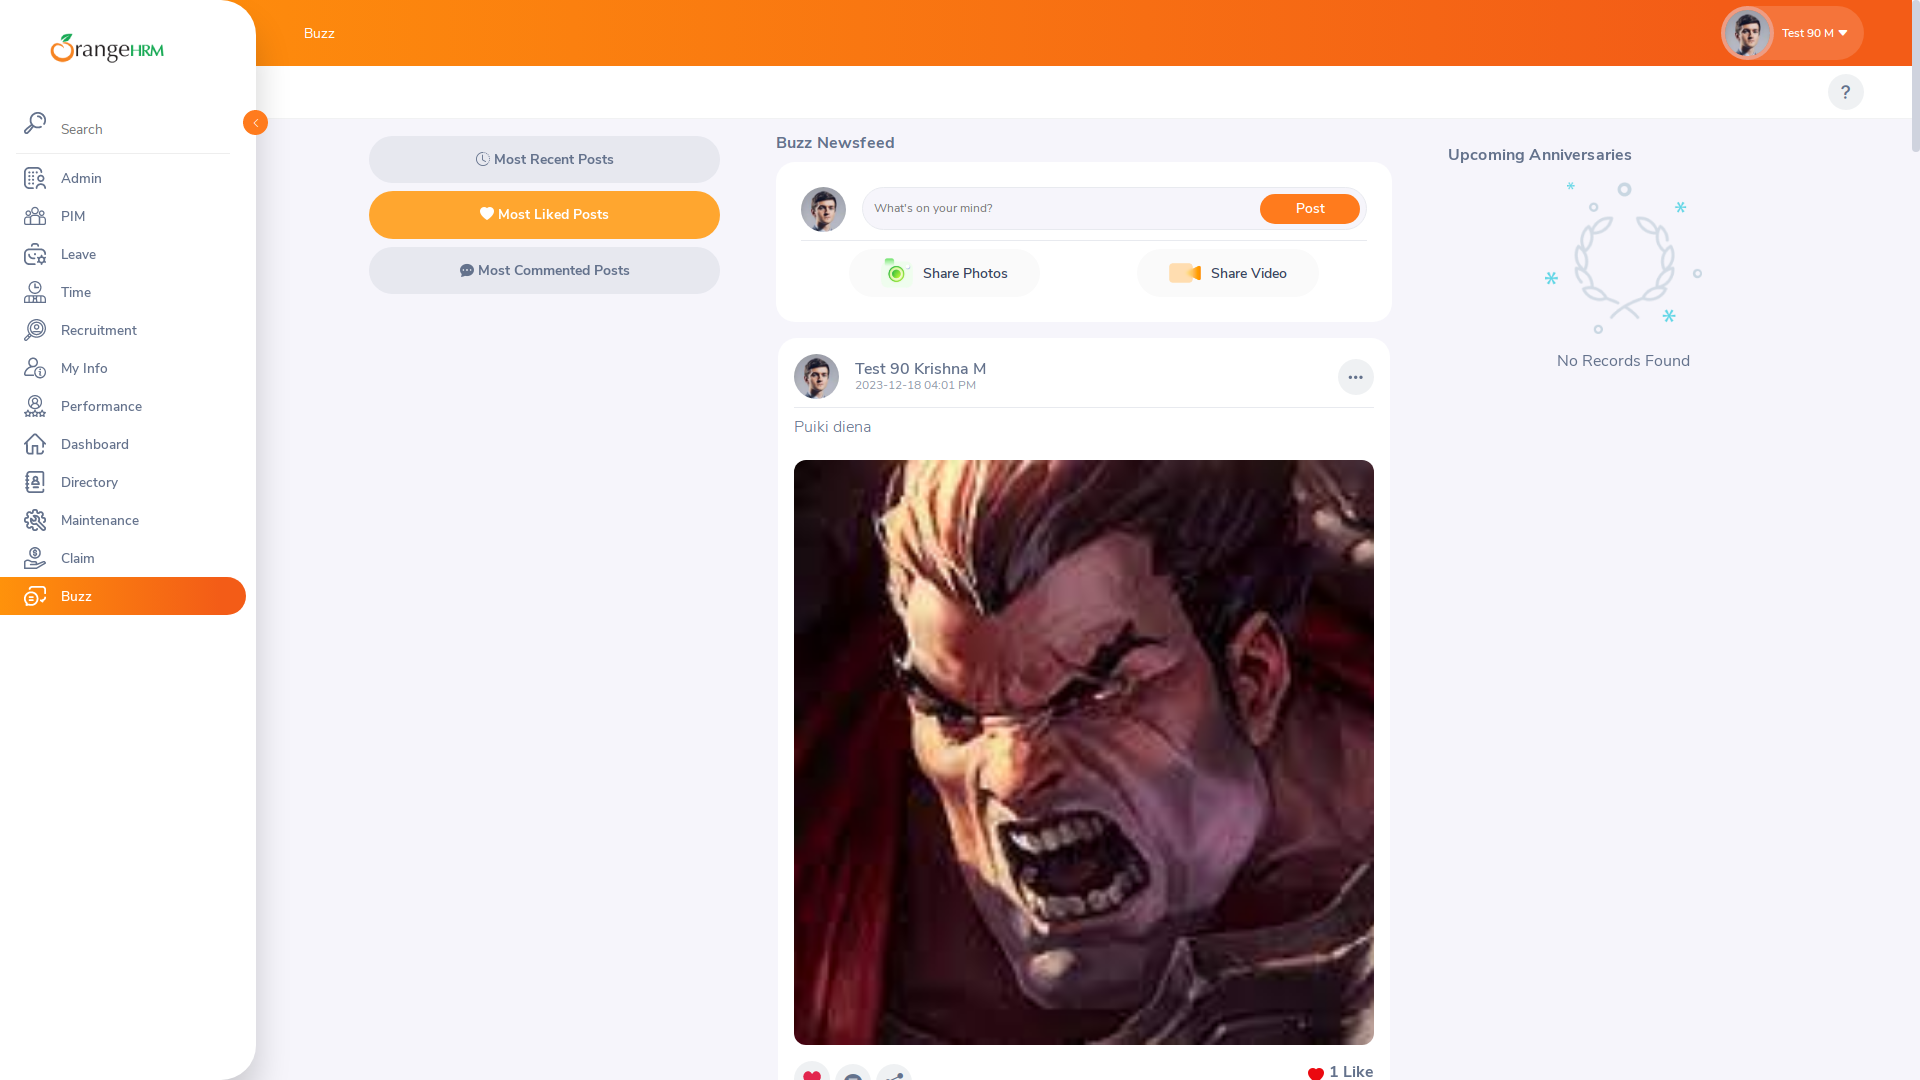 OrangeHRM
Search
Admin
PIM
Leave
Time
Recruitment
My Info
Performance
Dashboard
Directory
Maintenance
Claim
Buzz
Buzz
Test 90 M
?
Most Recent Posts
Most Liked Posts
Most Commented Posts
Buzz Newsfeed
What's on your mind?
Post
Share Photos
Share Video
Test 90 Krishna M
2023-12-18 04:01 PM
Puiki diena
1 Like
Upcoming Anniversaries
No Records Found